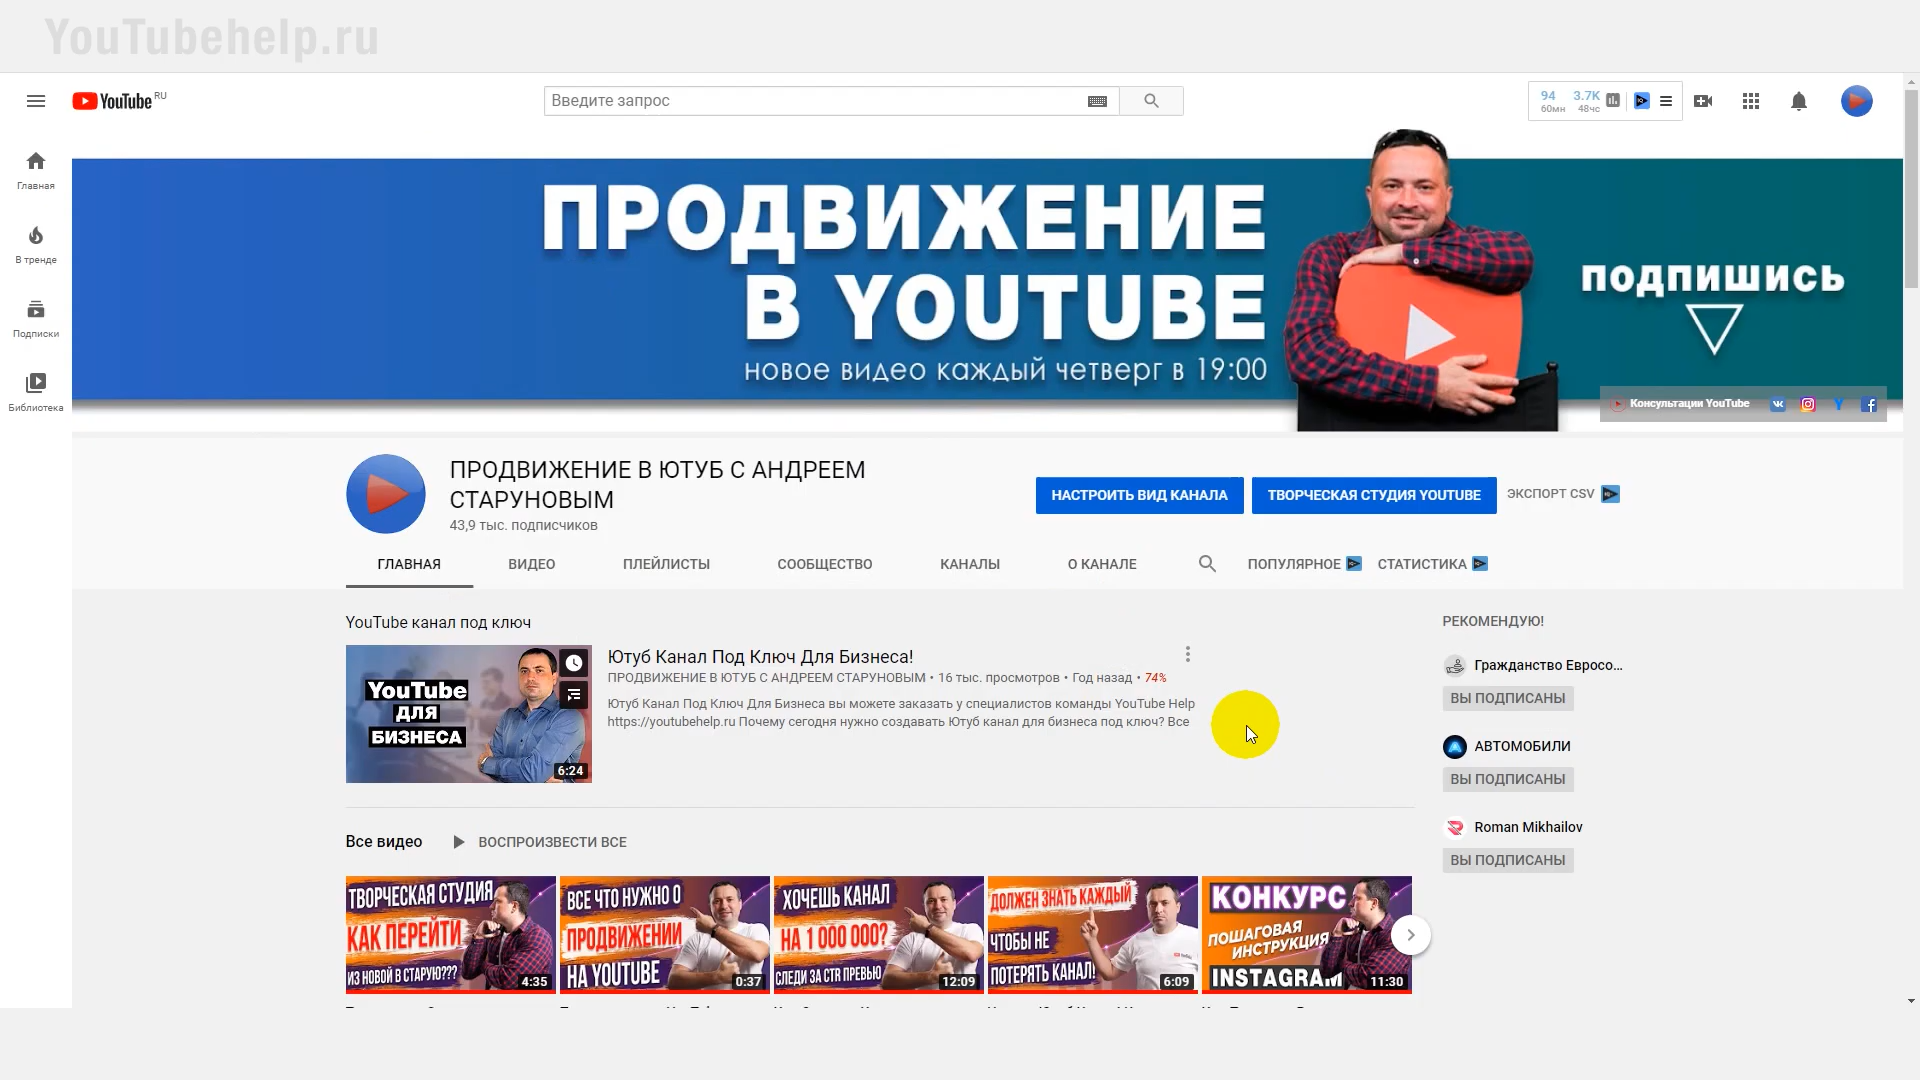 YouTubehelp.ru
YouTube RU
Введите запрос
94 3.7K
60мн 48чс
Главная
В тренде
Подписки
Библиотека
ПРОДВИЖЕНИЕ
В YOUTUBE
новое видео каждый четверг в 19:00
ПОДПИШИСЬ
Консультации YouTube
ПРОДВИЖЕНИЕ В ЮТУБ С АНДРЕЕМ
СТАРУНОВЫМ
43,9 тыс. подписчиков
НАСТРОИТЬ ВИД КАНАЛА
ТВОРЧЕСКАЯ СТУДИЯ YOUTUBE
ЭКСПОРТ CSV
ГЛАВНАЯ
ВИДЕО
ПЛЕЙЛИСТЫ
СООБЩЕСТВО
КАНАЛЫ
О КАНАЛЕ
ПОПУЛЯРНОЕ
СТАТИСТИКА
YouTube канал под ключ
YouTube
ДЛЯ
БИЗНЕСА
6:24
Ютуб Канал Под Ключ Для Бизнеса!
ПРОДВИЖЕНИЕ В ЮТУБ С АНДРЕЕМ СТАРУНОВЫМ • 16 тыс. просмотров • Год назад • 74%
Ютуб Канал Под Ключ Для Бизнеса вы можете заказать у специалистов команды YouTube Help
https://youtubehelp.ru Почему сегодня нужно создавать Ютуб канал для бизнеса под ключ? Все
РЕКОМЕНДУЮ!
Гражданство Евросо...
ВЫ ПОДПИСАНЫ
АВТОМОБИЛИ
ВЫ ПОДПИСАНЫ
Roman Mikhailov
ВЫ ПОДПИСАНЫ
Все видео
ВОСПРОИЗВЕСТИ ВСЕ
ТВОРЧЕСКАЯ СТУДИЯ
КАК ПЕРЕЙТИ
ИЗ НОВОЙ В СТАРУЮ???
4:35
ВСЕ ЧТО НУЖНО О
ПРОДВИЖЕНИИ
НА YOUTUBE
0:37
ХОЧЕШЬ КАНАЛ
НА 1 000 000?
СЛЕДИ ЗА CTR ПРЕВЬЮ
12:09
ДОЛЖЕН ЗНАТЬ КАЖДЫЙ
ЧТОБЫ НЕ
ПОТЕРЯТЬ КАНАЛ!
6:09
КОНКУРС
ПОШАГОВАЯ
ИНСТРУКЦИЯ
INSTAGRAM
11:30